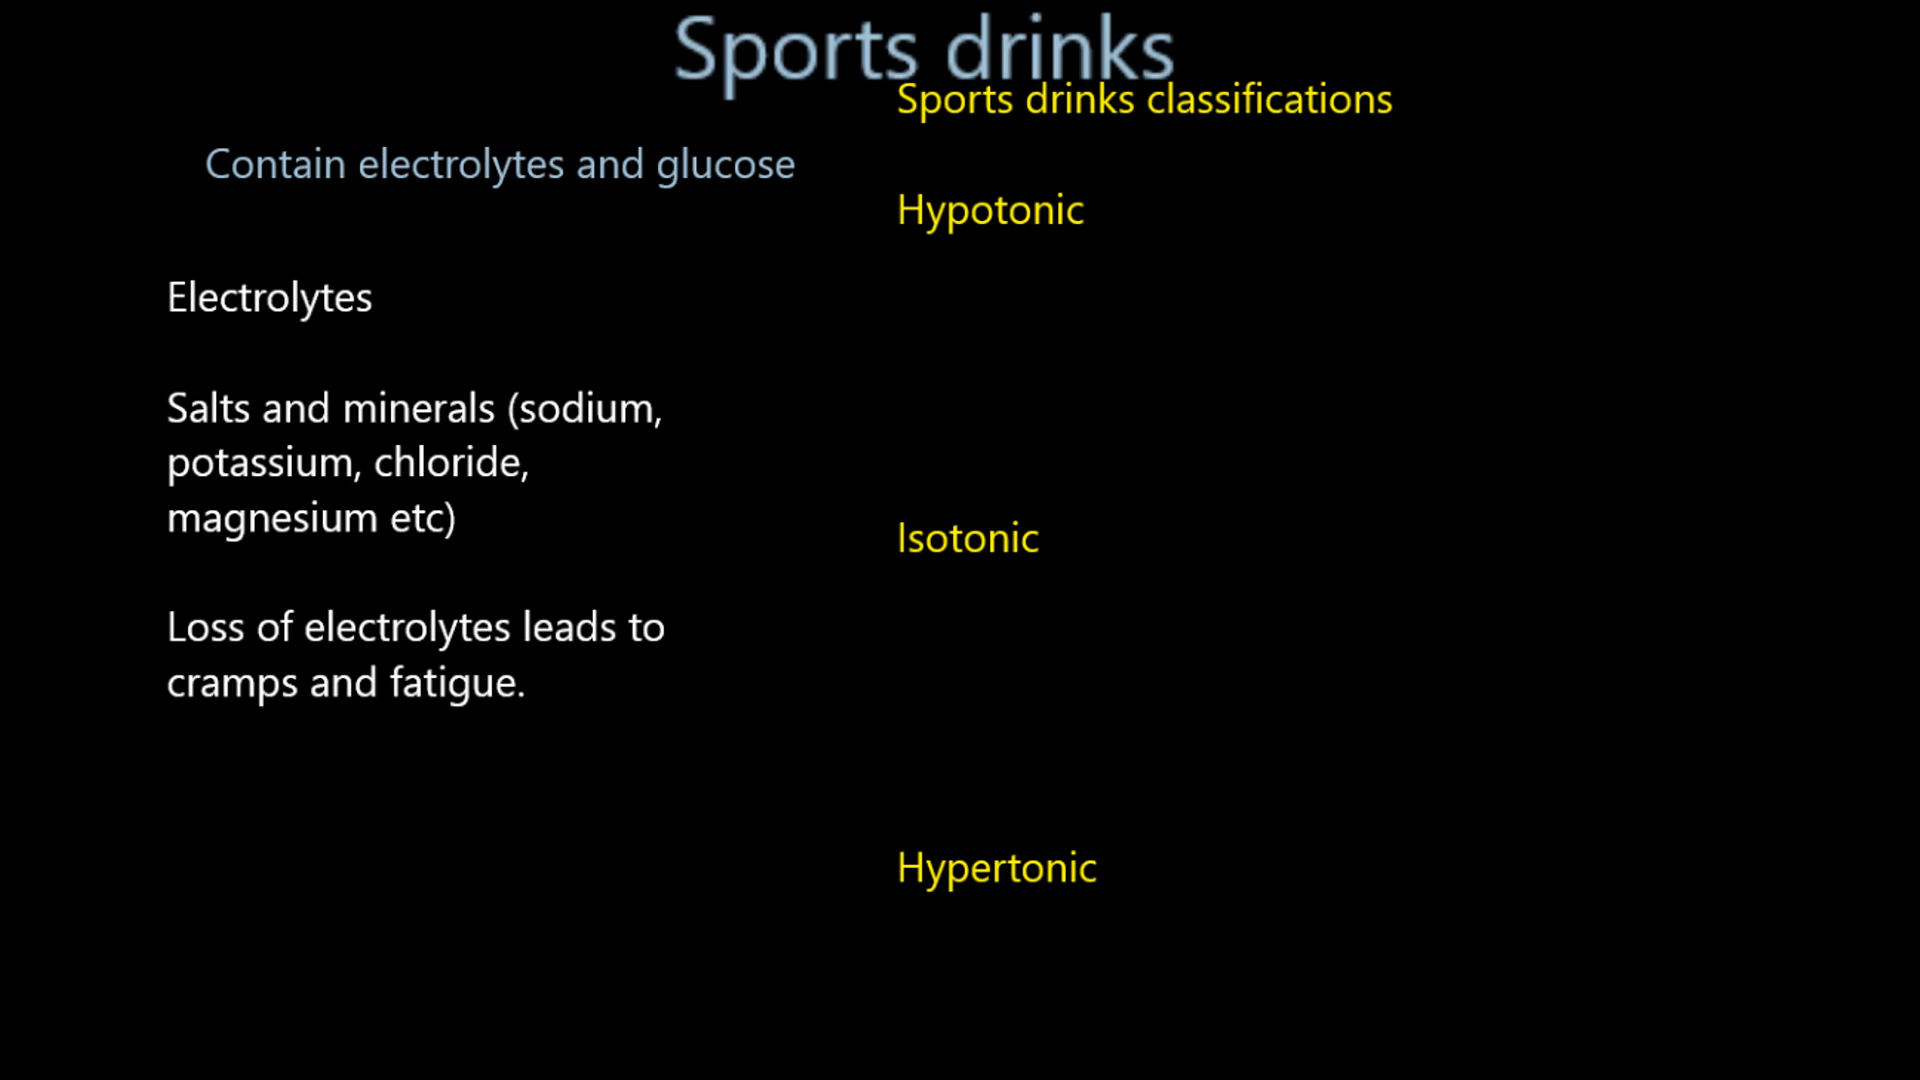 Sports drinks
Contain electrolytes and glucose
Electrolytes
Salts and minerals (sodium,
potassium, chloride,
magnesium etc)
Loss of electrolytes leads to
cramps and fatigue.
Sports drinks classifications
Hypotonic
Isotonic
Hypertonic